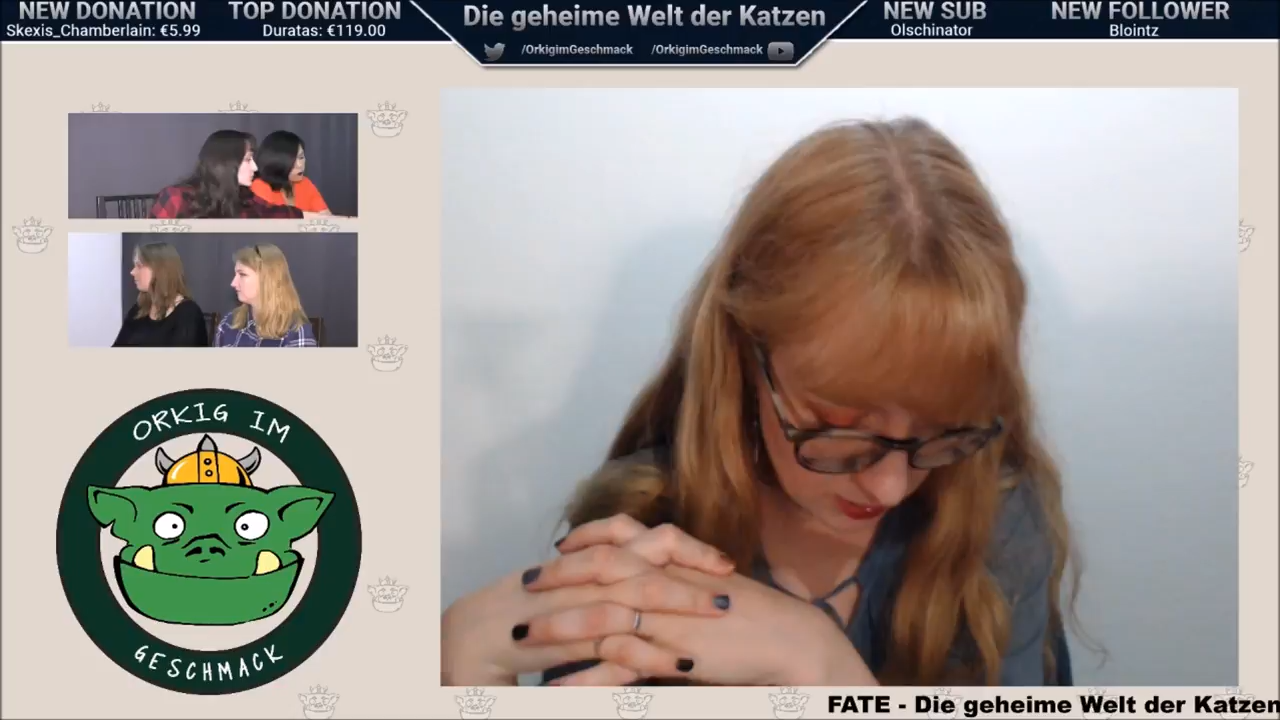 NEW DONATION
Skexis_Chamberlain: €5.99
TOP DONATION
Duratas: €119.00
Die geheime Welt der Katzen
/OrkigimGeschmack
/OrkigimGeschmack
NEW SUB
Olschinator
NEW FOLLOWER
Blointz
ORKIG IM
GESCHMACK
FATE - Die geheime Welt der Katzen